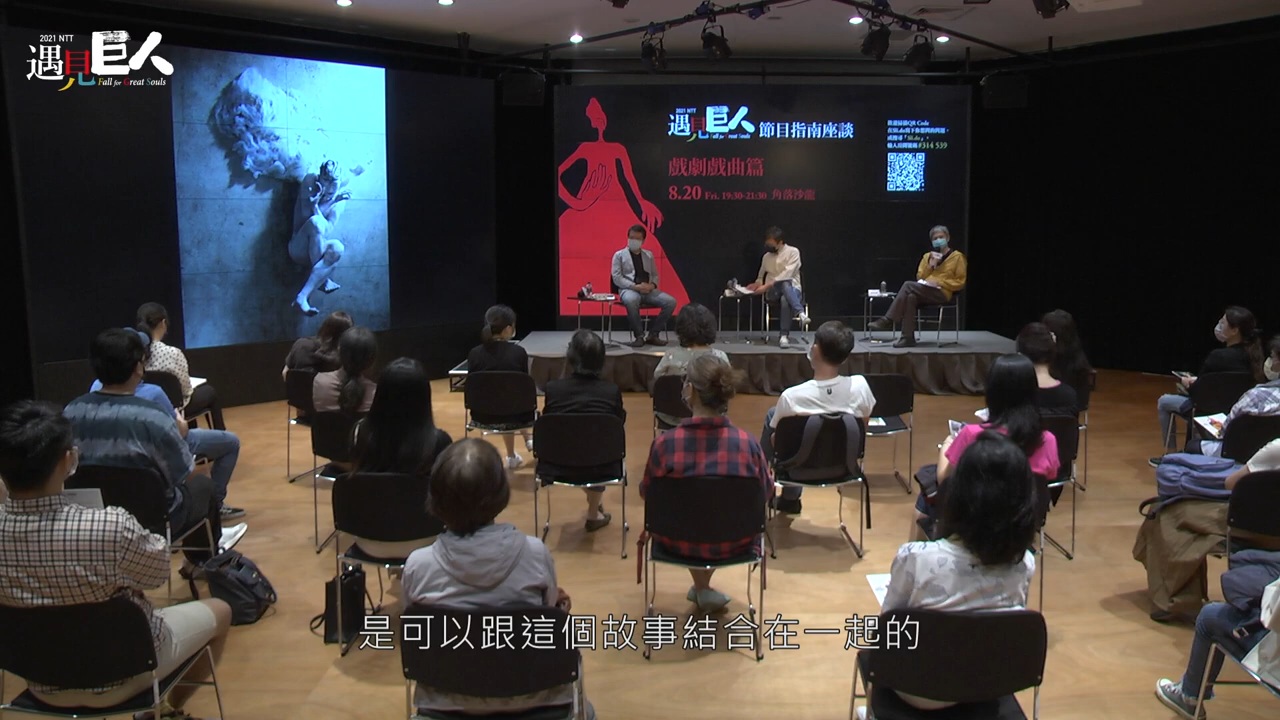 2021 NTT
遇見巨人
Fall for Great Souls
2021 NTT
遇見巨人 節目指南座談
戲劇戲曲篇
8.20 Fri. 19:30-21:30 角落沙龍
#314 539
是可以跟這個故事結合在一起的